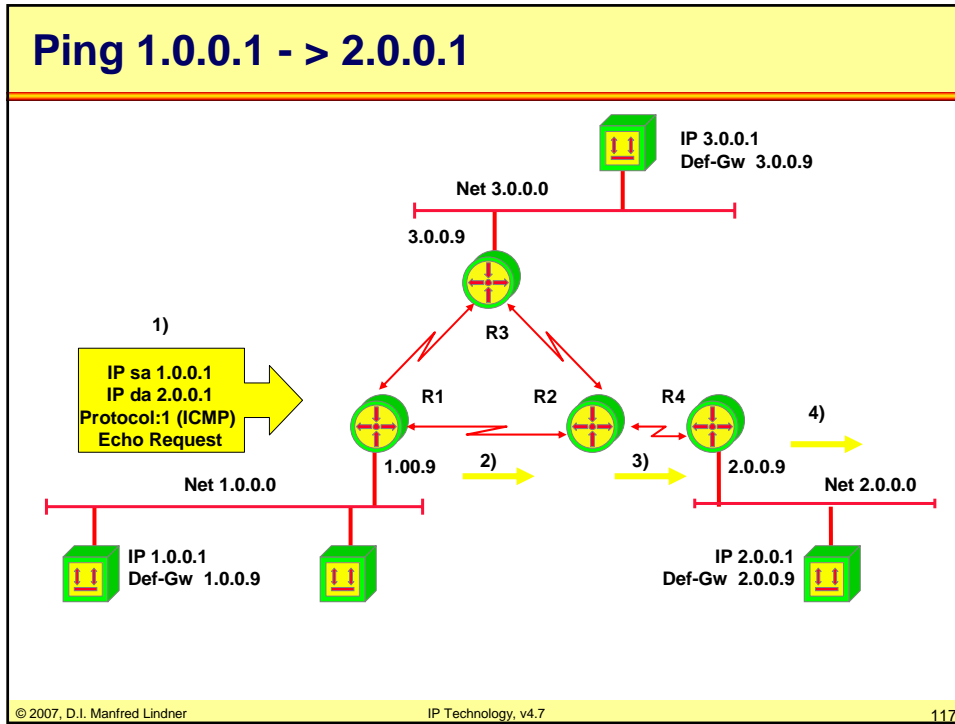 Ping 1.0.0.1 - > 2.0.0.1
IP 3.0.0.1
Def-Gw 3.0.0.9
Net 3.0.0.0
3.0.0.9
R3
1)
IP sa 1.0.0.1
IP da 2.0.0.1
Protocol:1 (ICMP)
Echo Request
R1
R2
R4
4)
1.00.9
2)
3)
2.0.0.9
Net 1.0.0.0
Net 2.0.0.0
IP 1.0.0.1
Def-Gw 1.0.0.9
IP 2.0.0.1
Def-Gw 2.0.0.9
© 2007, D.I. Manfred Lindner
IP Technology, v4.7
117